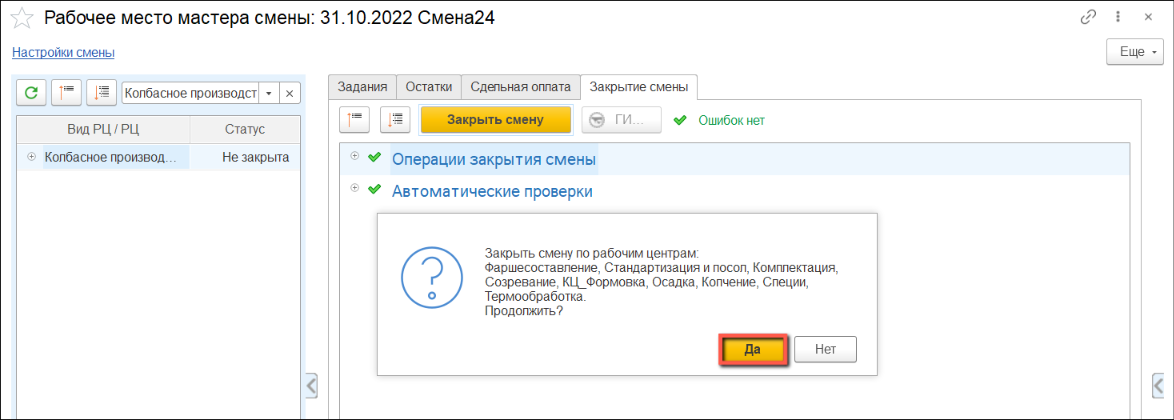 Рабочее место мастера смены: 31.10.2022 Смена24
Настройки смены
Еще
Колбасное производст
Вид РЦ / РЦ
Статус
Колбасное производ...
Не закрыта
Задания
Остатки
Сдельная оплата
Закрытие смены
Закрыть смену
ГИ...
Ошибок нет
Операции закрытия смены
Автоматические проверки
Закрыть смену по рабочим центрам:
Фаршесоставление, Стандартизация и посол, Комплектация,
Созревание, КЦ_Формовка, Осадка, Копчение, Специи,
Термообработка.
Продолжить?
Да
Нет